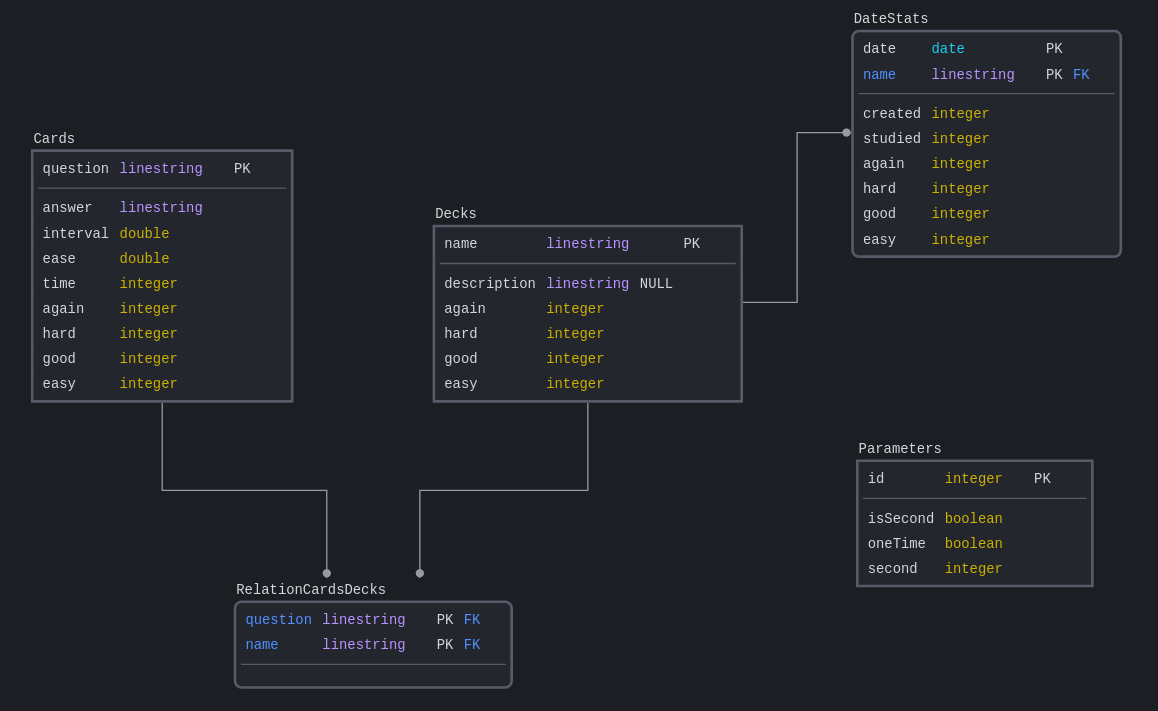 DateStats
date date PK
name linestring PK FK
created integer
studied integer
again integer
hard integer
good integer
easy integer
Cards
question linestring PK
answer linestring
interval double
ease double
time integer
again integer
hard integer
good integer
easy integer
Decks
name linestring PK
description linestring NULL
again integer
hard integer
good integer
easy integer
Parameters
id integer PK
isSecond boolean
oneTime boolean
second integer
RelationCardsDecks
question linestring PK FK
name linestring PK FK